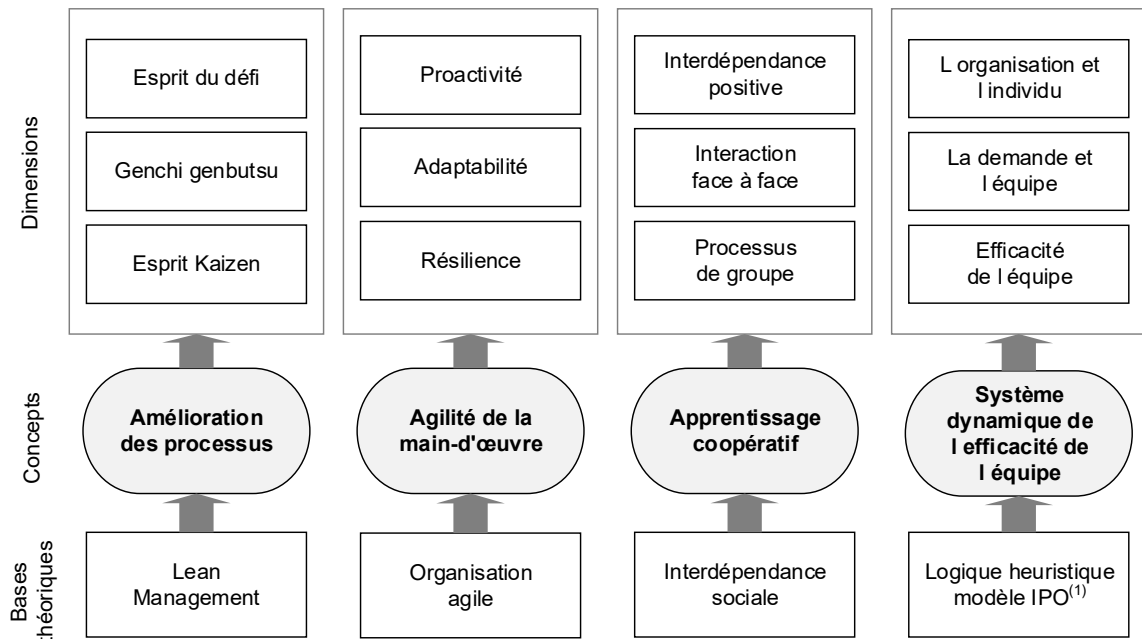 Dimensions
Esprit du défi
Genchi genbutsu
Esprit Kaizen
Proactivité
Adaptabilité
Résilience
Interdépendance
positive
Interaction
face à face
Processus
de groupe
L organisation et
l individu
La demande et
l équipe
Efficacité
de l équipe
Concepts
Amélioration
des processus
Agilité de la
main-d'œuvre
Apprentissage
coopératif
Système
dynamique de
l efficacité de
l équipe
Bases
théoriques
Lean
Management
Organisation
agile
Interdépendance
sociale
Logique heuristique
modèle IPO(1)